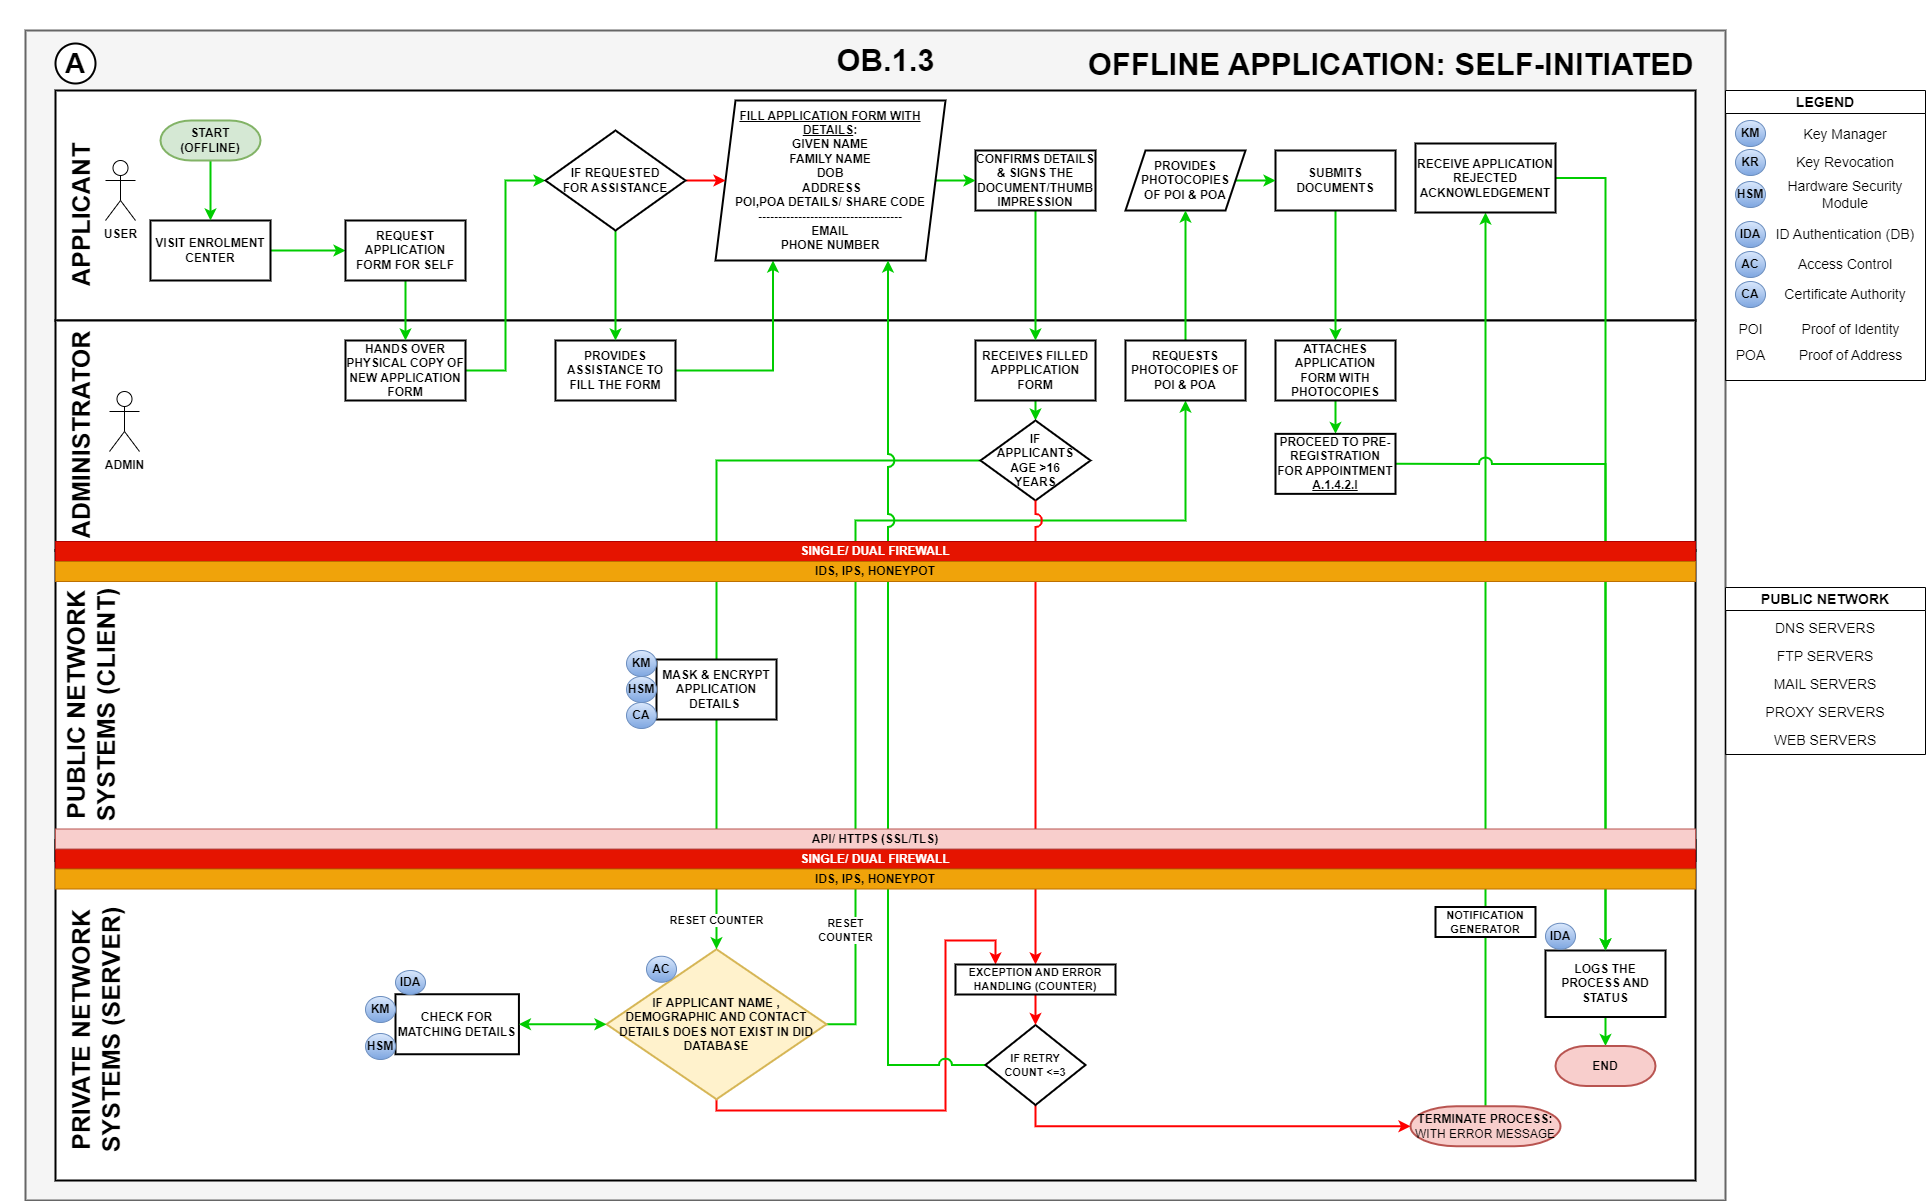 A
OB.1.3
OFFLINE APPLICATION: SELF-INITIATED
APPLICANT
USER
START
(OFFLINE)
VISIT ENROLMENT
CENTER
REQUEST
APPLICATION
FORM FOR SELF
IF REQUESTED
FOR ASSISTANCE
FILL APPLICATION FORM WITH
DETAILS:
GIVEN NAME
FAMILY NAME
DOB
ADDRESS
POI,POA DETAILS/ SHARE CODE
------------------------------------
EMAIL
PHONE NUMBER
CONFIRMS DETAILS
& SIGNS THE
DOCUMENT/THUMB
IMPRESSION
PROVIDES
PHOTOCOPIES
OF POI & POA
SUBMITS
DOCUMENTS
RECEIVE APPLICATION
REJECTED
ACKNOWLEDGEMENT
ADMINISTRATOR
ADMIN
HANDS OVER
PHYSICAL COPY OF
NEW APPLICATION
FORM
PROVIDES
ASSISTANCE TO
FILL THE FORM
RECEIVES FILLED
APPPLICATION
FORM
IF
APPLICANTS
AGE >16
YEARS
REQUESTS
PHOTOCOPIES OF
POI & POA
ATTACHES
APPLICATION
FORM WITH
PHOTOCOPIES
PROCEED TO PRE-
REGISTRATION
FOR APPOINTMENT
A.1.4.2.I
SINGLE/ DUAL FIREWALL
IDS, IPS, HONEYPOT
PUBLIC NETWORK
SYSTEMS (CLIENT)
KM
HSM
CA
MASK & ENCRYPT
APPLICATION
DETAILS
API/ HTTPS (SSL/TLS)
SINGLE/ DUAL FIREWALL
IDS, IPS, HONEYPOT
PRIVATE NETWORK
SYSTEMS (SERVER)
RESET COUNTER
RESET
COUNTER
IDA
KM
HSM
CHECK FOR
MATCHING DETAILS
AC
IF APPLICANT NAME ,
DEMOGRAPHIC AND CONTACT
DETAILS DOES NOT EXIST IN DID
DATABASE
EXCEPTION AND ERROR
HANDLING (COUNTER)
IF RETRY
COUNT <=3
NOTIFICATION
GENERATOR
TERMINATE PROCESS:
WITH ERROR MESSAGE
IDA
LOGS THE
PROCESS AND
STATUS
END
LEGEND
KM Key Manager
KR Key Revocation
HSM Hardware Security
Module
IDA ID Authentication (DB)
AC Access Control
CA Certificate Authority
POI Proof of Identity
POA Proof of Address
PUBLIC NETWORK
DNS SERVERS
FTP SERVERS
MAIL SERVERS
PROXY SERVERS
WEB SERVERS